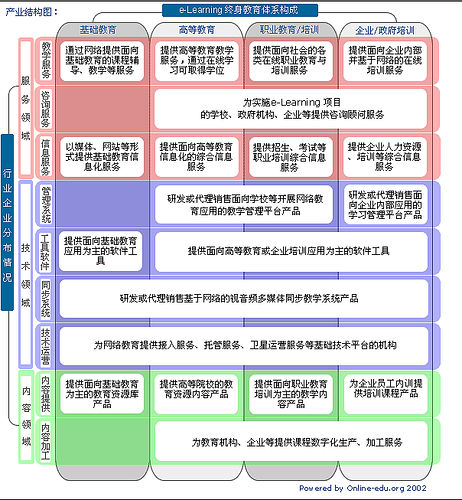 产业结构图:
e-Learning 终身教育体系构成
基础教育
高等教育
职业教育/培训
企业/政府培训
行业企业分布情况
服务领域
教学服务
通过网络提供面向
基础教育的课程辅
导、教学等服务
提供高等教育教学
服务，通过在线学
习可取得学位
提供面向社会的各
类在线职业教育与
培训服务
提供面向企业内部
并基于网络的在线
培训服务
咨询服务
为实施e-Learning 项目
的学校、政府机构、企业等提供咨询顾问服务
信息服务
以媒体、网站等形
式提供基础教育信
息化服务
提供面向高等教育
信息化的综合信息
服务
提供招生、考试等
职业培训综合信息
服务
提供企业人力资源
、培训等综合信息
服务
技术领域
管理系统
研发或代理销售面向学校等开展网络教
育应用的教学管理平台产品
研发或代理销售面
向企业内部应用的
学习管理平台产品
工具软件
提供面向基础教育
应用为主的软件工
具
提供面向高等教育或企业培训应用为主的软件工具
同步系统
研发或代理销售基于网络的视音频多媒体同步教学系统产品
技术运营
为网络教育提供接入服务、托管服务、卫星运营服务等基础技术平台的机构
内容领域
内容提供
提供面向基础教育
为主的教育资源库
产品
提供高等院校的教
育资源内容产品
提供面向职业教育
培训为主的教学内
容产品
为企业员工内训提
供培训课程产品
内容加工
为教育机构、企业等提供课程数字化生产、加工服务
Powered by Online-edu.org 2002